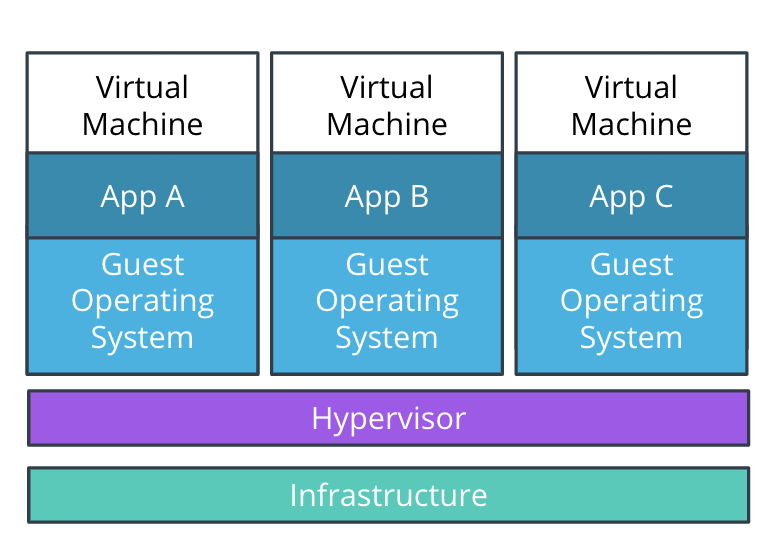 Virtual
Machine
App A
Guest
Operating
System
Virtual
Machine
App B
Guest
Operating
System
Virtual
Machine
App C
Guest
Operating
System
Hypervisor
Infrastructure